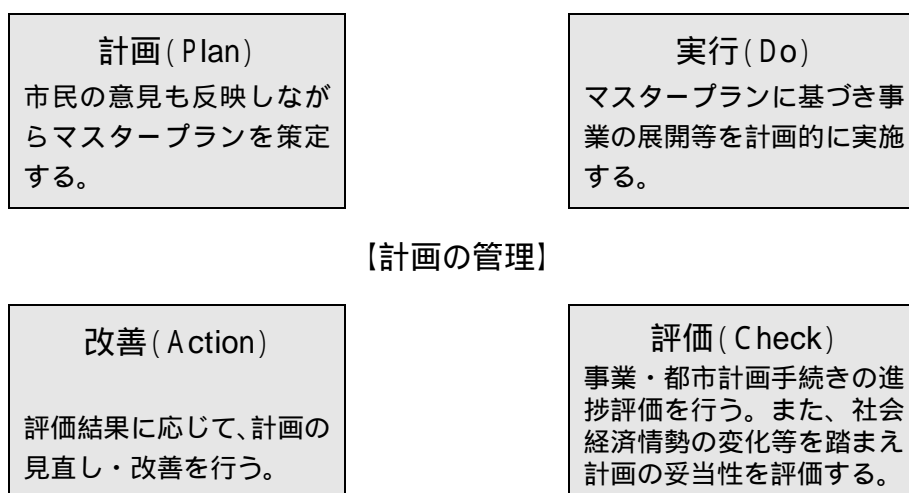 計画(Plan)
市民の意見も反映しなが
らマスタープランを策定
する。
実行(Do)
マスタープランに基づき事
業の展開等を計画的に実施
する。
【計画の管理】
改善(Action)
評価結果に応じて、計画の
見直し・改善を行う。
評価(Check)
事業・都市計画手続きの進
捗評価を行う。また、社会
経済情勢の変化等を踏まえ
計画の妥当性を評価する。